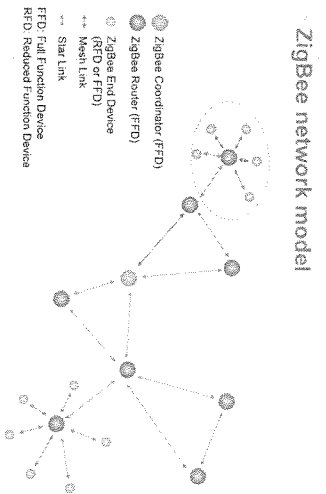 ZigBee network model
ZigBee Coordinator (FFD)
ZigBee Router (FFD)
ZigBee End Device
(RFD or FFD)
Mesh Link
Star Link
FFD: Full Function Device
RFD: Reduced Function Device